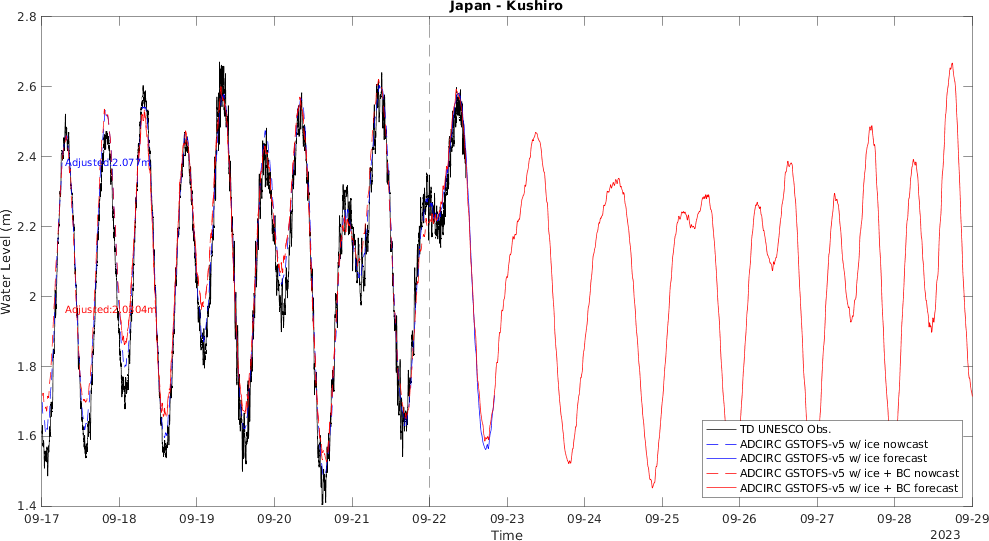 Japan - Kushiro
2.8
2.6
2.4
2.2
2
1.8
1.6
1.4
Water Level (m)
Adjusted:2.077m
Adjusted:2.0504m
TD UNESCO Obs.
ADCIRC GSTOFS-v5 w/ ice nowcast
ADCIRC GSTOFS-v5 w/ ice forecast
ADCIRC GSTOFS-v5 w/ ice + BC nowcast
ADCIRC GSTOFS-v5 w/ ice + BC forecast
09-17 09-18 09-19 09-20 09-21 09-22 09-23 09-24 09-25 09-26 09-27 09-28 09-29
Time
2023